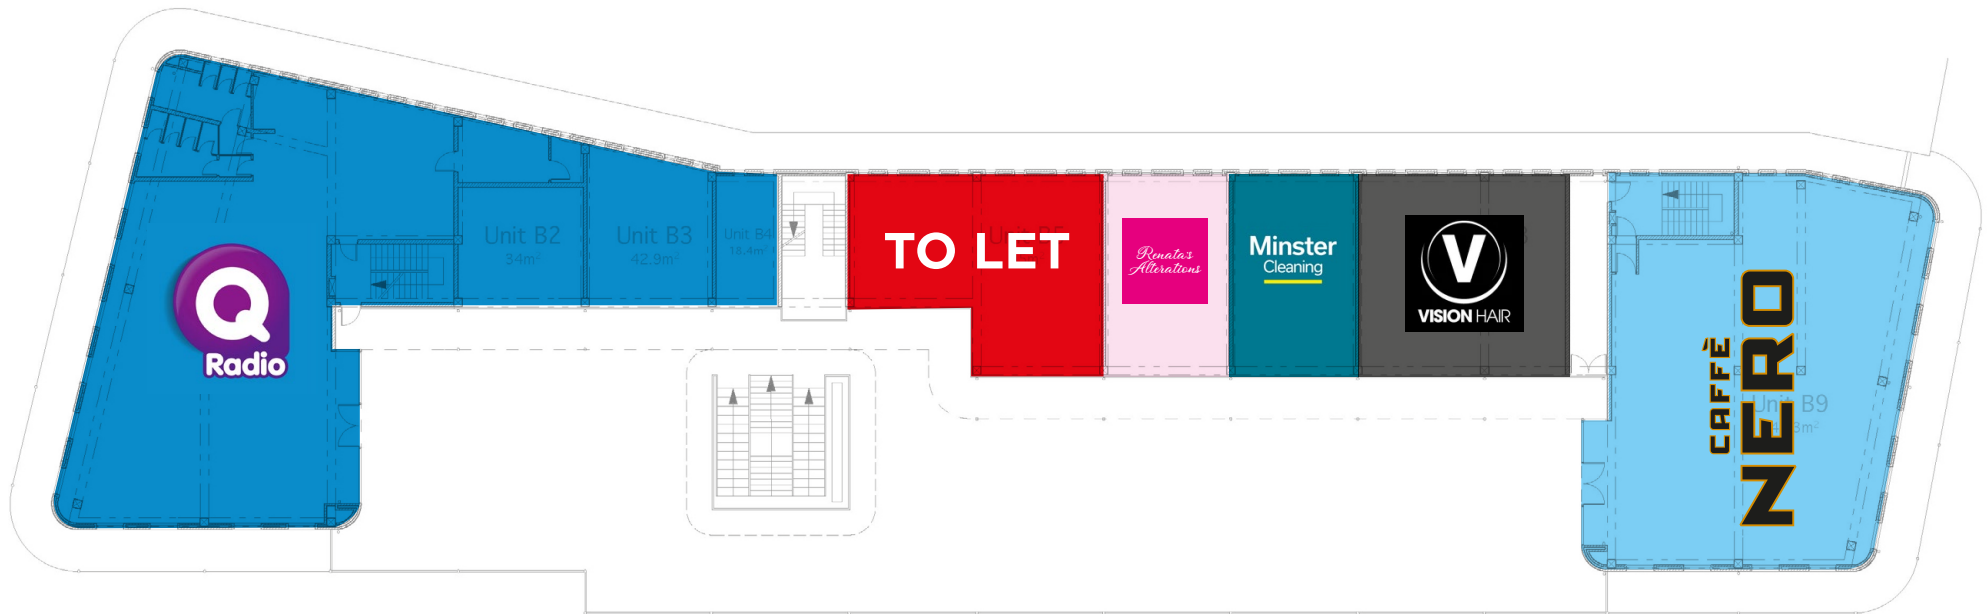 Q
Radio
Unit B2
34m²
Unit B3
42.9m²
Unit B4
18.4m²
TO LET
Renata's
Alterations
Minster
Cleaning
V
VISION HAIR
CAFFÈ
NERO
Unit B9